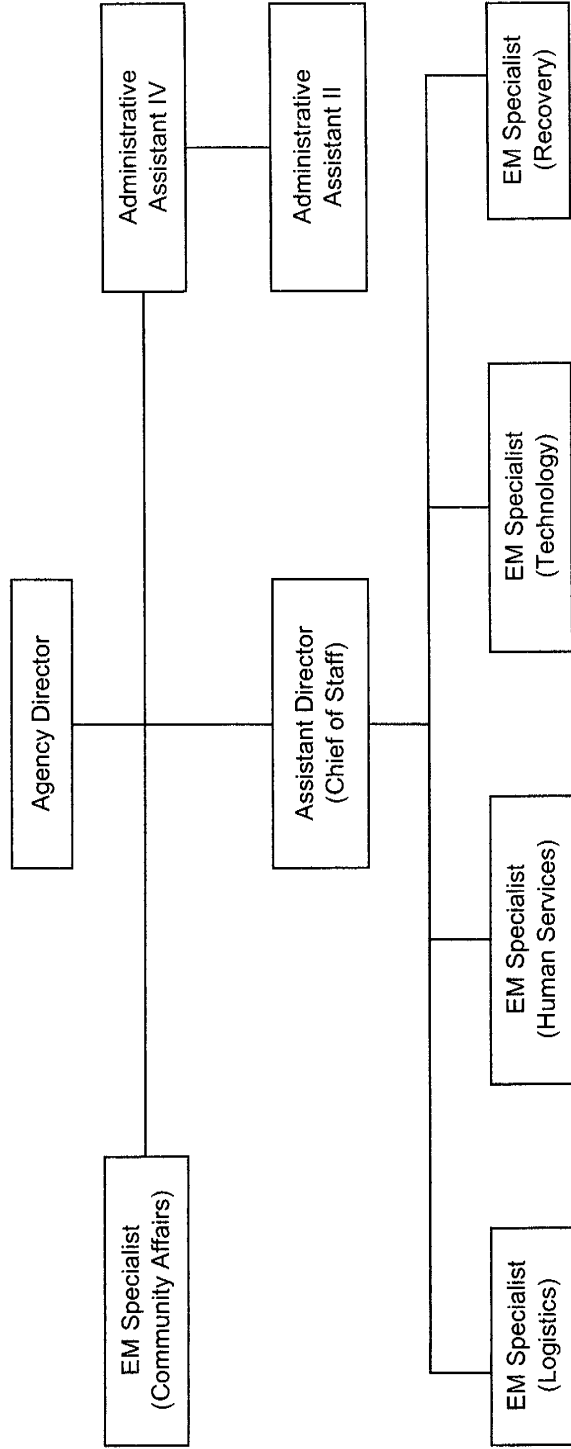 Agency Director
EM Specialist
(Community Affairs)
Administrative
Assistant IV
Assistant Director
(Chief of Staff)
Administrative
Assistant II
EM Specialist
(Logistics)
EM Specialist
(Human Services)
EM Specialist
(Technology)
EM Specialist
(Recovery)